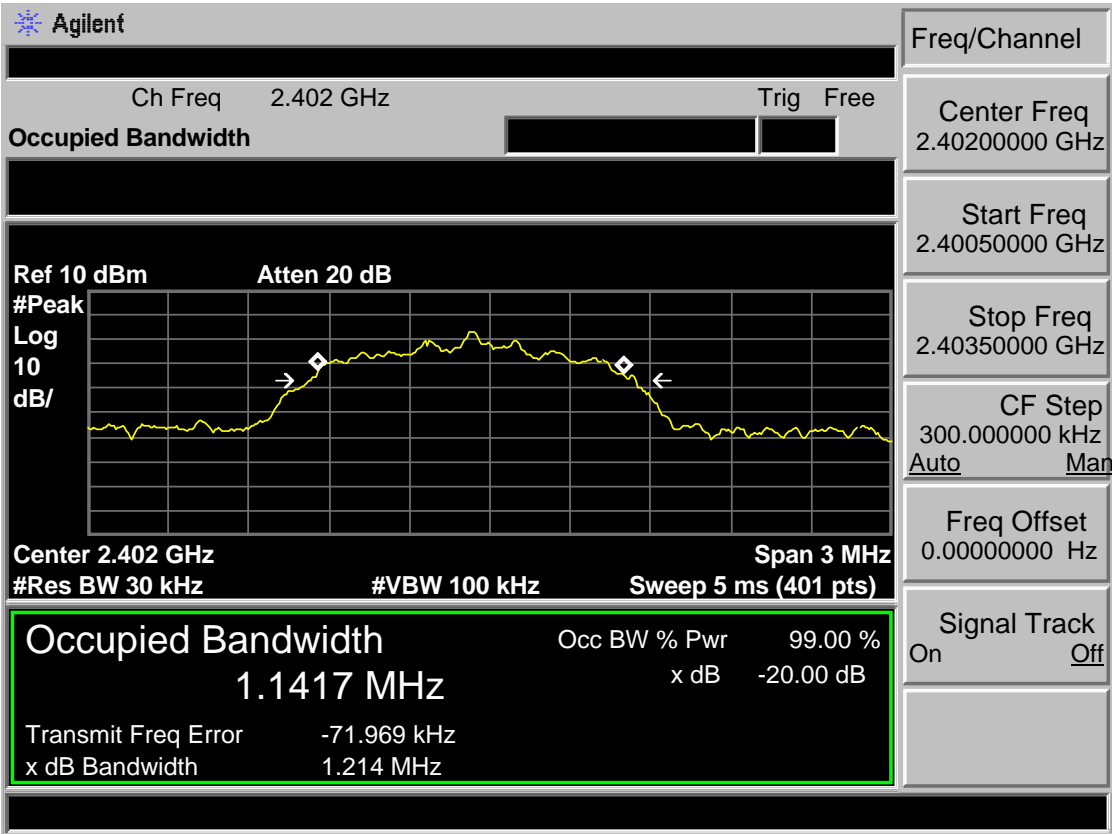 Agilent
Freq/Channel
Ch Freq 2.402 GHz Trig Free
Occupied Bandwidth
Center Freq
2.40200000 GHz
Start Freq
2.40050000 GHz
Ref 10 dBm Atten 20 dB
#Peak
Log
10
dB/
Stop Freq
2.40350000 GHz
CF Step
300.000000 kHz
Auto Man
Freq Offset
0.00000000 Hz
Center 2.402 GHz Span 3 MHz
#Res BW 30 kHz #VBW 100 kHz Sweep 5 ms (401 pts)
Signal Track
On Off
Occupied Bandwidth Occ BW % Pwr 99.00 %
1.1417 MHz x dB -20.00 dB
Transmit Freq Error -71.969 kHz
x dB Bandwidth 1.214 MHz